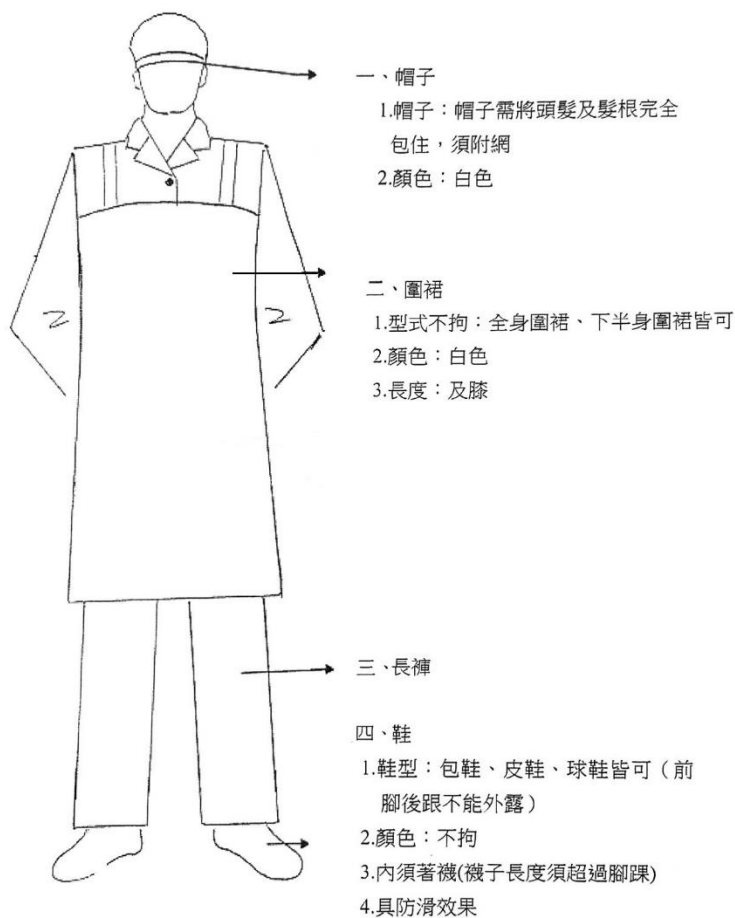 一、帽子
1.帽子：帽子需將頭髮及髮根完全
包住，須附網
2.顏色：白色
二、圍裙
1.型式不拘：全身圍裙、下半身圍裙皆可
2.顏色：白色
3.長度：及膝
三、長褲
四、鞋
1.鞋型：包鞋、皮鞋、球鞋皆可（前
腳後跟不能外露）
2.顏色：不拘
3.內須著襪(襪子長度須超過腳踝)
4.具防滑效果